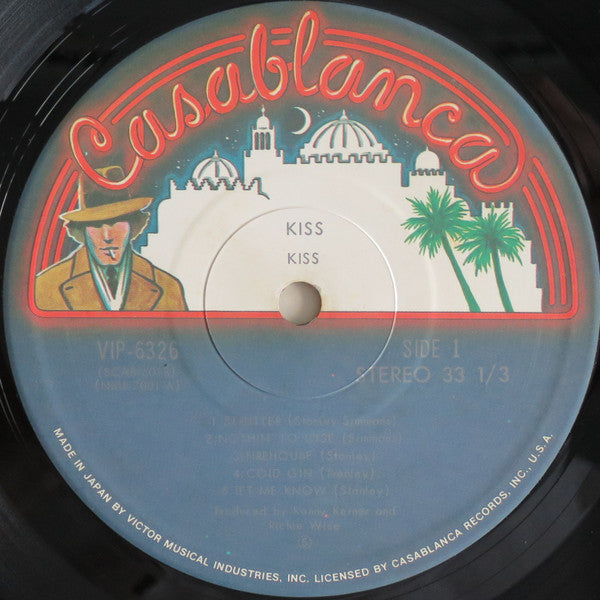 Casablanca
KISS
KISS
VIP-6326
SIDE 1
STEREO 33 1/3
1. STRUTTER (Stanley Simmons)
2. NOTHIN' TO LOSE (Simmons)
3. FIREHOUSE (Stanley)
4. COLD GIN (Frehley)
5. LET ME KNOW (Stanley)
Produced by Kenny Kerner and
Richie Wise
MADE IN JAPAN BY VICTOR MUSICAL INDUSTRIES, INC. LICENSED BY CASABLANCA RECORDS, INC., U.S.A.